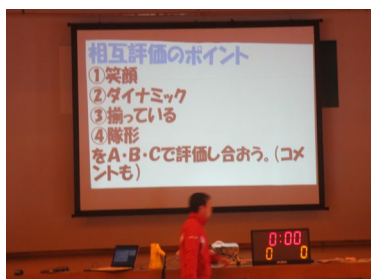 相互評価のポイント
①笑顔
②ダイナミック
③揃っている
④隊形
をA・B・Cで評価し合おう。(コメ
ントも)
0:00
0 0